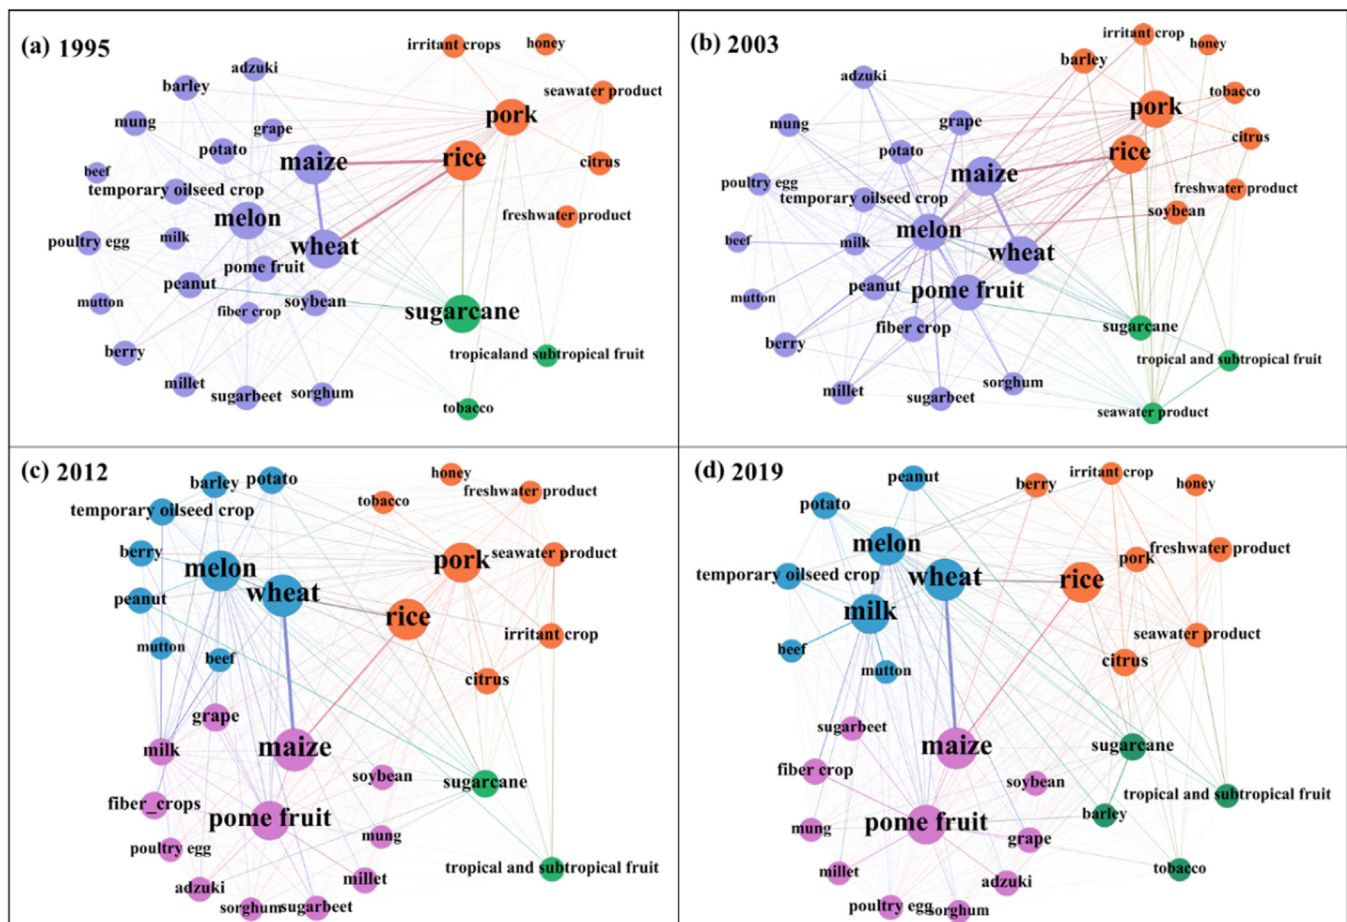 (a) 1995
irritant crops
honey
adzuki
barley
seawater product
pork
mung
grape
potato
maize
rice
citrus
beef
temporary oilseed crop
melon
freshwater product
poultry egg
milk
wheat
pome fruit
peanut
mutton
fiber crop
soybean
sugarcane
berry
tropicaland subtropical fruit
millet
sugarbeet
sorghum
tobacco
(b) 2003
irritant crop
honey
barley
adzuki
tobacco
pork
mung
grape
citrus
potato
rice
maize
poultry egg
temporary oilseed crop
freshwater product
soybean
melon
beef
milk
wheat
peanut
pome fruit
mutton
fiber crop
sugarcane
berry
tropical and subtropical fruit
millet
sugarbeet
sorghum
seawater product
(c) 2012
honey
barley
potato
freshwater product
tobacco
temporary oilseed crop
berry
melon
pork
seawater product
wheat
peanut
rice
irritant crop
mutton
beef
citrus
grape
milk
maize
soybean
sugarcane
fiber_crops
pome fruit
mung
poultry egg
tropical and subtropical fruit
adzuki
millet
sorghum
sugarbeet
(d) 2019
peanut
irritant crop
berry
honey
potato
melon
freshwater product
pork
temporary oilseed crop
wheat
rice
milk
seawater product
beef
mutton
citrus
sugarbeet
maize
sugarcane
fiber crop
soybean
tropical and subtropical fruit
mung
pome fruit
barley
grape
millet
tobacco
adzuki
poultry egg
sorghum